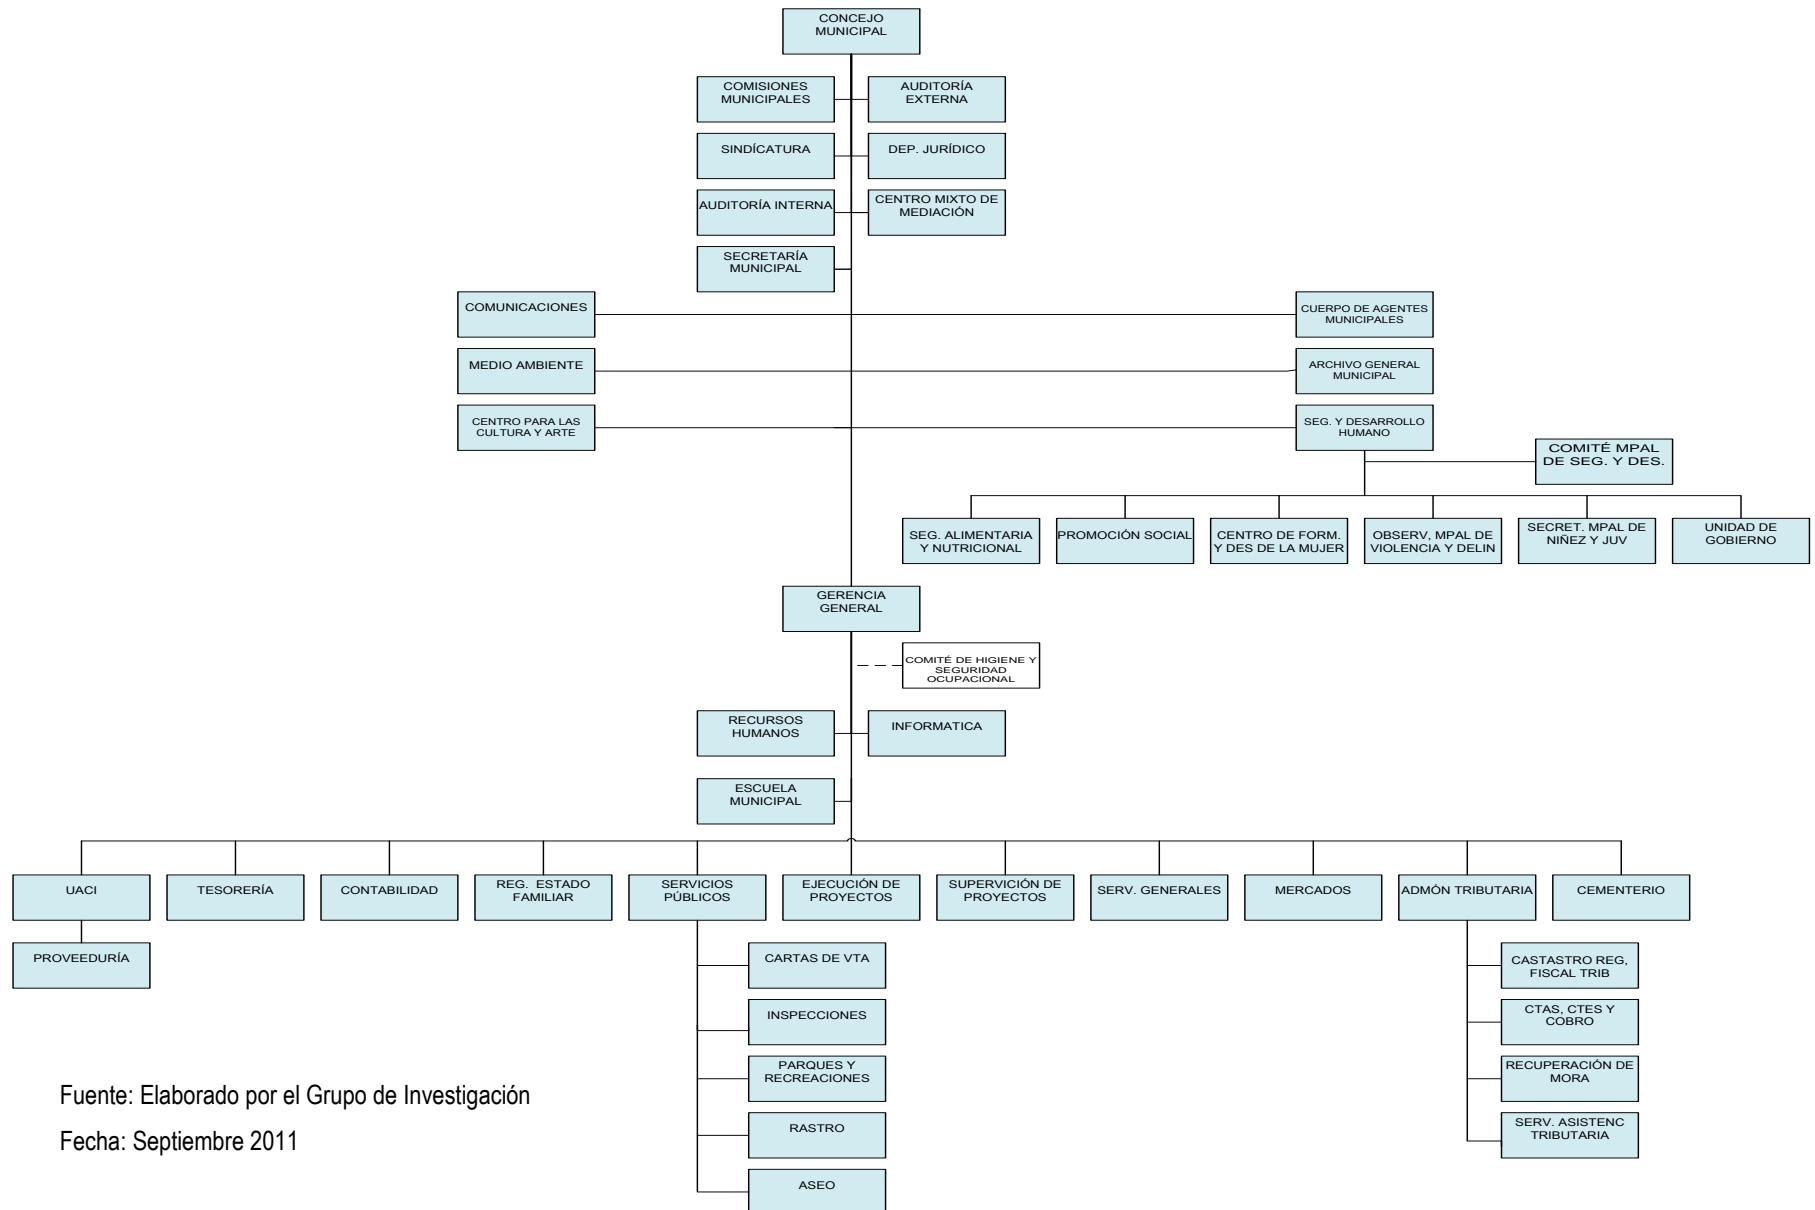 CONCEJO
MUNICIPAL
COMISIONES
MUNICIPALES
AUDITORÍA
EXTERNA
SINDÍCATURA
DEP. JURÍDICO
AUDITORÍA INTERNA
CENTRO MIXTO DE
MEDIACIÓN
SECRETARÍA
MUNICIPAL
COMUNICACIONES
CUERPO DE AGENTES
MUNICIPALES
MEDIO AMBIENTE
ARCHIVO GENERAL
MUNICIPAL
CENTRO PARA LAS
CULTURA Y ARTE
SEG. Y DESARROLLO
HUMANO
COMITÉ MPAL
DE SEG. Y DES.
SEG. ALIMENTARIA
Y NUTRICIONAL
PROMOCIÓN SOCIAL
CENTRO DE FORM.
Y DES DE LA MUJER
OBSERV, MPAL DE
VIOLENCIA Y DELIN
SECRET. MPAL DE
NIÑEZ Y JUV
UNIDAD DE
GOBIERNO
GERENCIA
GENERAL
COMITÉ DE HIGIENE Y
SEGURIDAD
OCUPACIONAL
RECURSOS
HUMANOS
INFORMATICA
ESCUELA
MUNICIPAL
UACI
TESORERÍA
CONTABILIDAD
REG. ESTADO
FAMILIAR
SERVICIOS
PÚBLICOS
EJECUCIÓN DE
PROYECTOS
SUPERVICIÓN DE
PROYECTOS
SERV. GENERALES
MERCADOS
ADMÓN TRIBUTARIA
CEMENTERIO
PROVEEDURÍA
CARTAS DE VTA
INSPECCIONES
PARQUES Y
RECREACIONES
RASTRO
ASEO
CASTASTRO REG,
FISCAL TRIB
CTAS, CTES Y
COBRO
RECUPERACIÓN DE
MORA
SERV. ASISTENC
TRIBUTARIA
Fuente: Elaborado por el Grupo de Investigación
Fecha: Septiembre 2011